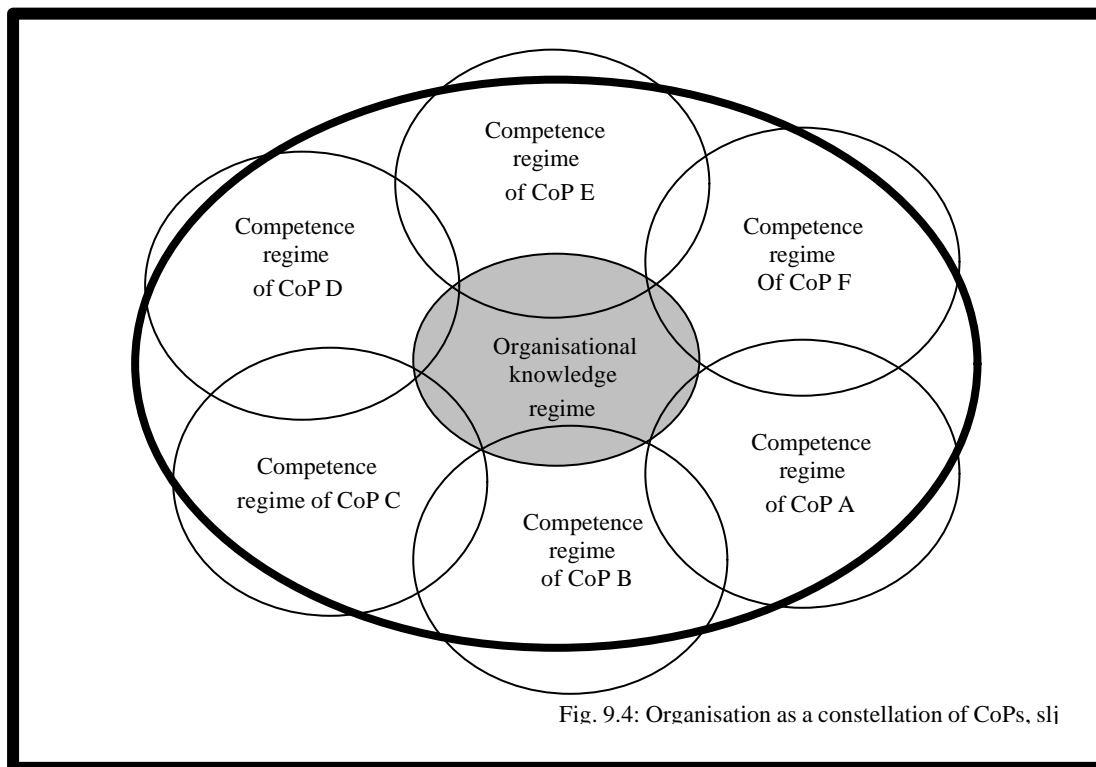 Competence
regime
of CoP E
Competence
regime
of CoP D
Competence
regime
Of CoP F
Organisational
knowledge
regime
Competence
regime of CoP C
Competence
regime
of CoP A
Competence
regime
of CoP B
Fig. 9.4: Organisation as a constellation of CoPs, slj